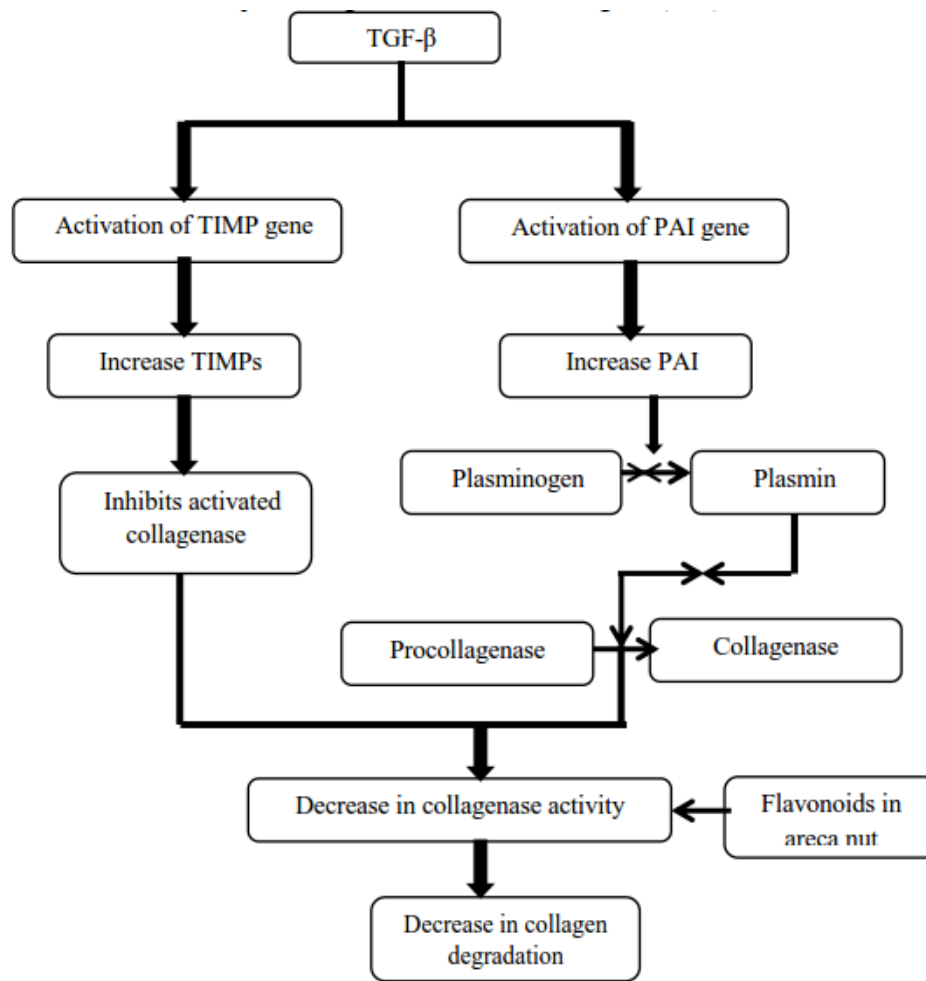 TGF-β
Activation of TIMP gene
Activation of PAI gene
Increase TIMPs
Increase PAI
Plasminogen
Plasmin
Inhibits activated
collagenase
Procollagenase
Collagenase
Decrease in collagenase activity
Flavonoids in
areca nut
Decrease in collagen
degradation